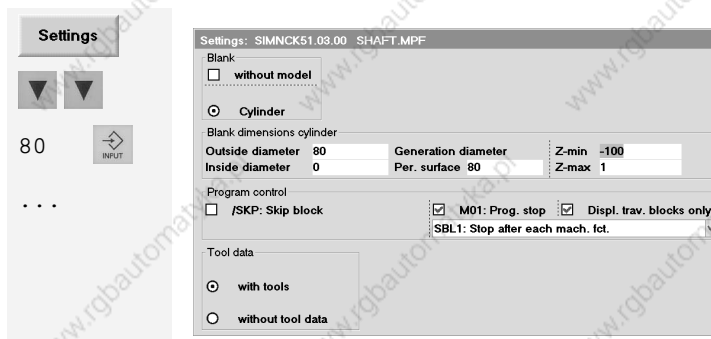 Settings
80
INPUT
...
Settings: SIMNCK51.03.00 SHAFT.MPF
Blank
without model
Cylinder
Blank dimensions cylinder
Outside diameter 80 Generation diameter Z-min -100
Inside diameter 0 Per. surface 80 Z-max 1
Program control
/SKP: Skip block M01: Prog. stop Displ. trav. blocks only
SBL1: Stop after each mach. fct.
Tool data
with tools
without tool data